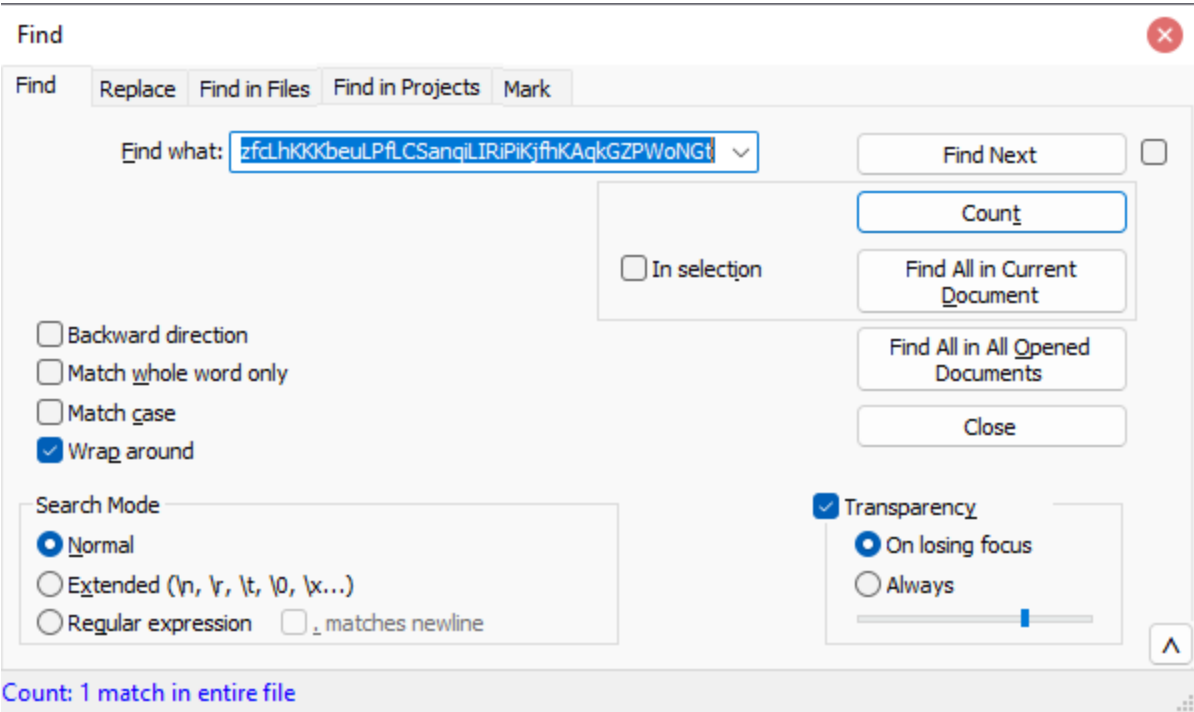 Find
Find Replace Find in Files Find in Projects Mark
Find what: zfcLhKKKbeuLPfLCSanqiLIRiPiKjfhKAqkGZPWoNGt
Find Next
Count
In selection
Find All in Current
Document
Backward direction
Find All in All Opened
Documents
Match whole word only
Match case
Close
Wrap around
Search Mode
Transparency
Normal
On losing focus
Extended (\n, \r, \t, \0, \x...)
Always
Regular expression
. matches newline
Count: 1 match in entire file